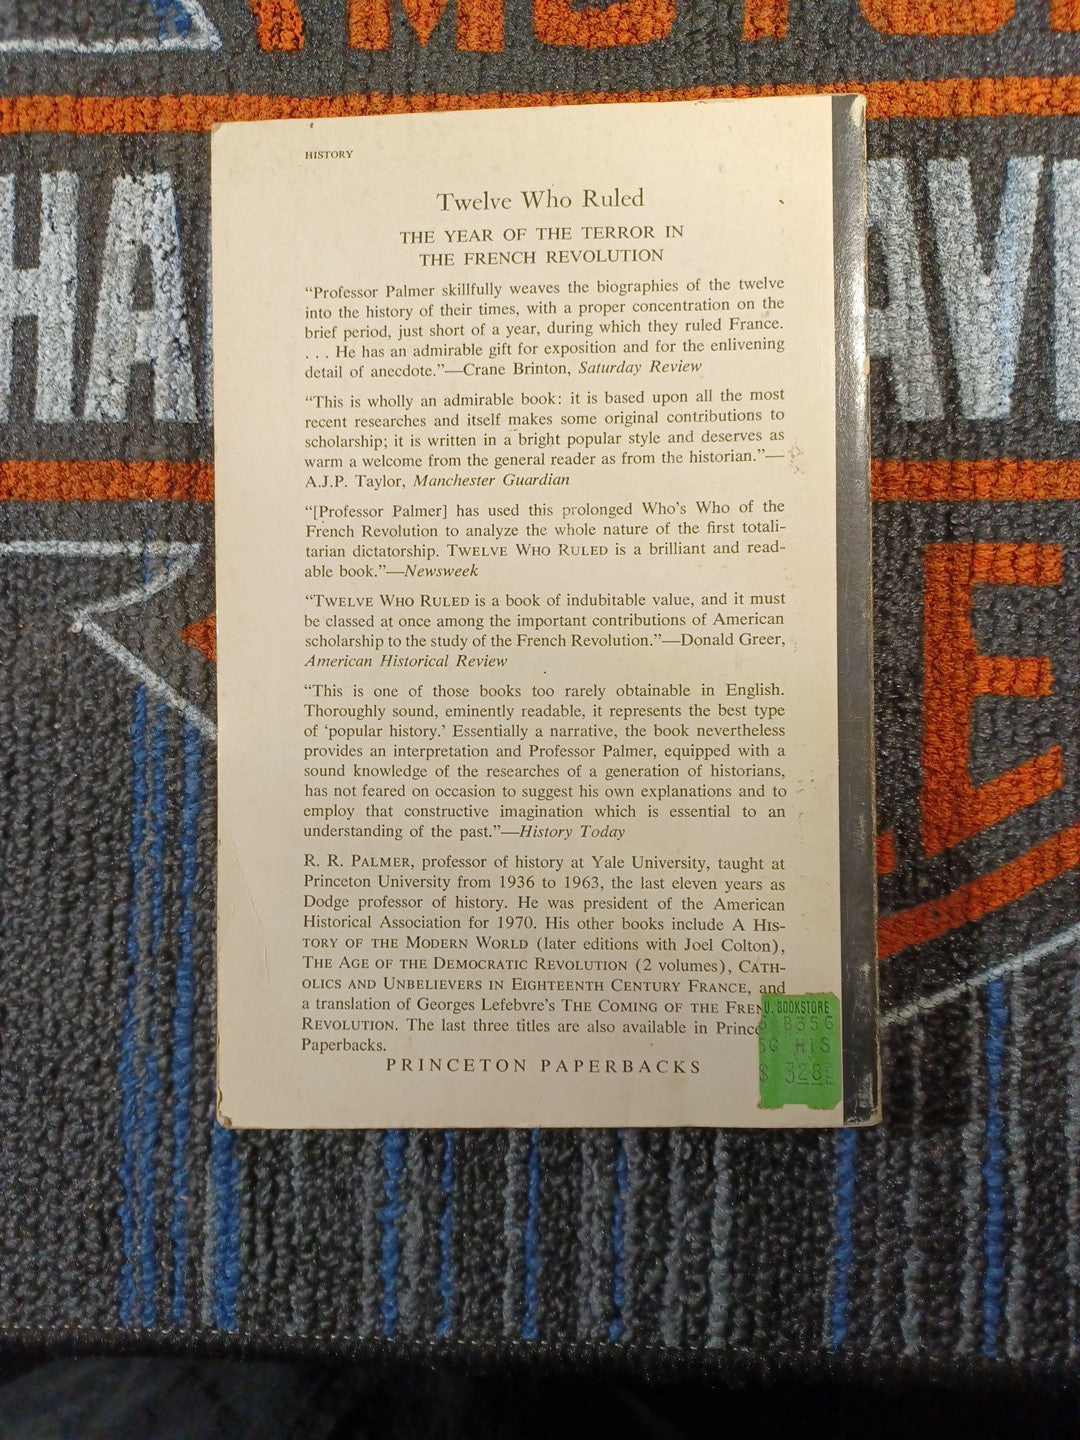 HISTORY
Twelve Who Ruled
THE YEAR OF THE TERROR IN
THE FRENCH REVOLUTION
“Professor Palmer skillfully weaves the biographies of the twelve
into the history of their times, with a proper concentration on the
brief period, just short of a year, during which they ruled France.
. . . He has an admirable gift for exposition and for the enlivening
detail of anecdote.”—Crane Brinton, Saturday Review
“This is wholly an admirable book: it is based upon all the most
recent researches and itself makes some original contributions to
scholarship; it is written in a bright popular style and deserves as
warm a welcome from the general reader as from the historian.”—
A.J.P. Taylor, Manchester Guardian
“[Professor Palmer] has used this prolonged Who’s Who of the
French Revolution to analyze the whole nature of the first totali-
tarian dictatorship. TWELVE WHO RULED is a brilliant and read-
able book.”—Newsweek
“TWELVE WHO RULED is a book of indubitable value, and it must
be classed at once among the important contributions of American
scholarship to the study of the French Revolution.”—Donald Greer,
American Historical Review
“This is one of those books too rarely obtainable in English.
Thoroughly sound, eminently readable, it represents the best type
of ‘popular history.’ Essentially a narrative, the book nevertheless
provides an interpretation and Professor Palmer, equipped with a
sound knowledge of the researches of a generation of historians,
has not feared on occasion to suggest his own explanations and to
employ that constructive imagination which is essential to an
understanding of the past.”—History Today
R. R. PALMER, professor of history at Yale University, taught at
Princeton University from 1936 to 1963, the last eleven years as
Dodge professor of history. He was president of the American
Historical Association for 1970. His other books include A HIS-
TORY OF THE MODERN WORLD (later editions with Joel Colton),
THE AGE OF THE DEMOCRATIC REVOLUTION (2 volumes), CATH-
OLICS AND UNBELIEVERS IN EIGHTEENTH CENTURY FRANCE, and
a translation of Georges Lefebvre’s THE COMING OF THE FREN
REVOLUTION. The last three titles are also available in Prince
Paperbacks.
PRINCETON PAPERBACKS
U. BOOKSTORE
B356
HIS
$ 328
HA
AV
E